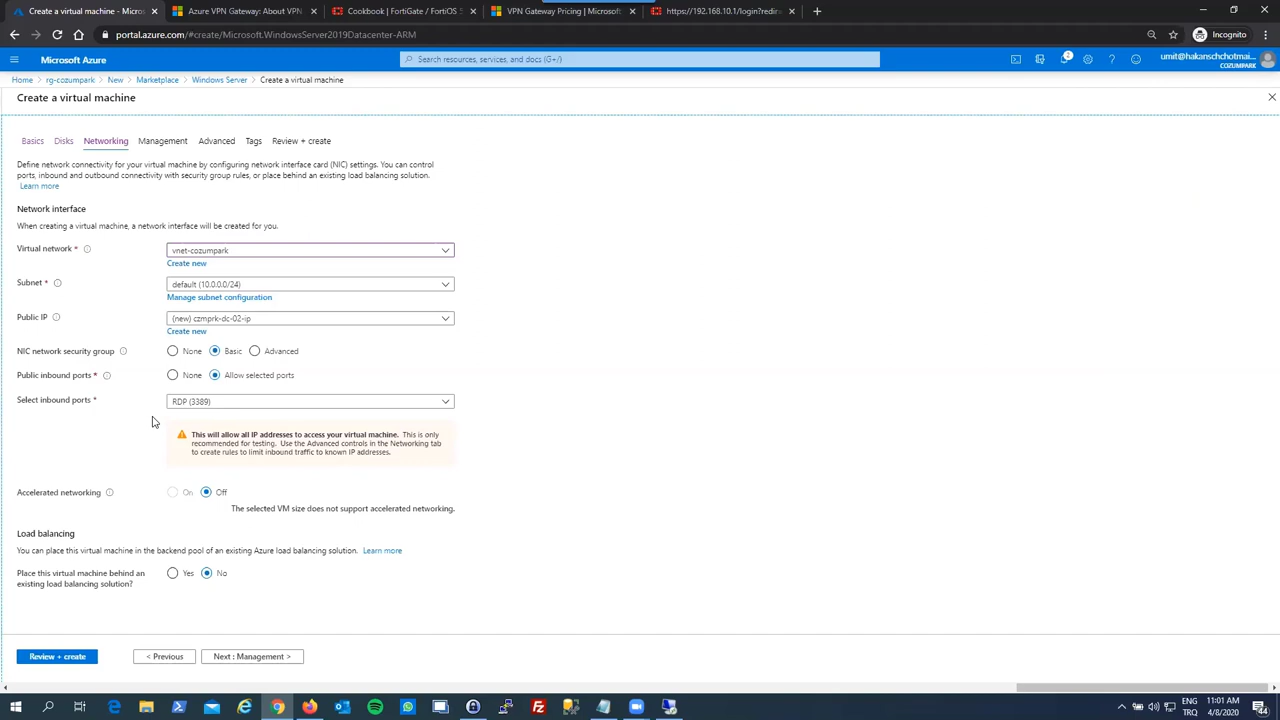 Create a virtual machine - Micros
Azure VPN Gateway: About VPN
Cookbook | FortiGate / FortiOS
VPN Gateway Pricing | Microsoft
https://192.168.10.1/login?redir
portal.azure.com/#create/Microsoft.WindowsServer2019Datacenter-ARM
Incognito
Microsoft Azure
Search resources, services, and docs (G+/)
2
umit@hakanschchotmai...
COZUMPARK
Home > rg-cozumpark > New > Marketplace > Windows Server > Create a virtual machine
Create a virtual machine
Basics Disks Networking Management Advanced Tags Review + create
Define network connectivity for your virtual machine by configuring network interface card (NIC) settings. You can control
ports, inbound and outbound connectivity with security group rules, or place behind an existing load balancing solution.
Learn more
Network interface
When creating a virtual machine, a network interface will be created for you.
Virtual network *
vnet-cozumpark
Create new
Subnet *
default (10.0.0.0/24)
Manage subnet configuration
Public IP
(new) czmprk-dc-02-ip
Create new
NIC network security group
None Basic Advanced
Public inbound ports *
None Allow selected ports
Select inbound ports *
RDP (3389)
This will allow all IP addresses to access your virtual machine. This is only
recommended for testing. Use the Advanced controls in the Networking tab
to create rules to limit inbound traffic to known IP addresses.
Accelerated networking
On Off
The selected VM size does not support accelerated networking.
Load balancing
You can place this virtual machine in the backend pool of an existing Azure load balancing solution. Learn more
Place this virtual machine behind an
existing load balancing solution?
Yes No
Review + create
< Previous
Next : Management >
ENG
TRQ
11:01 AM
4/8/2020